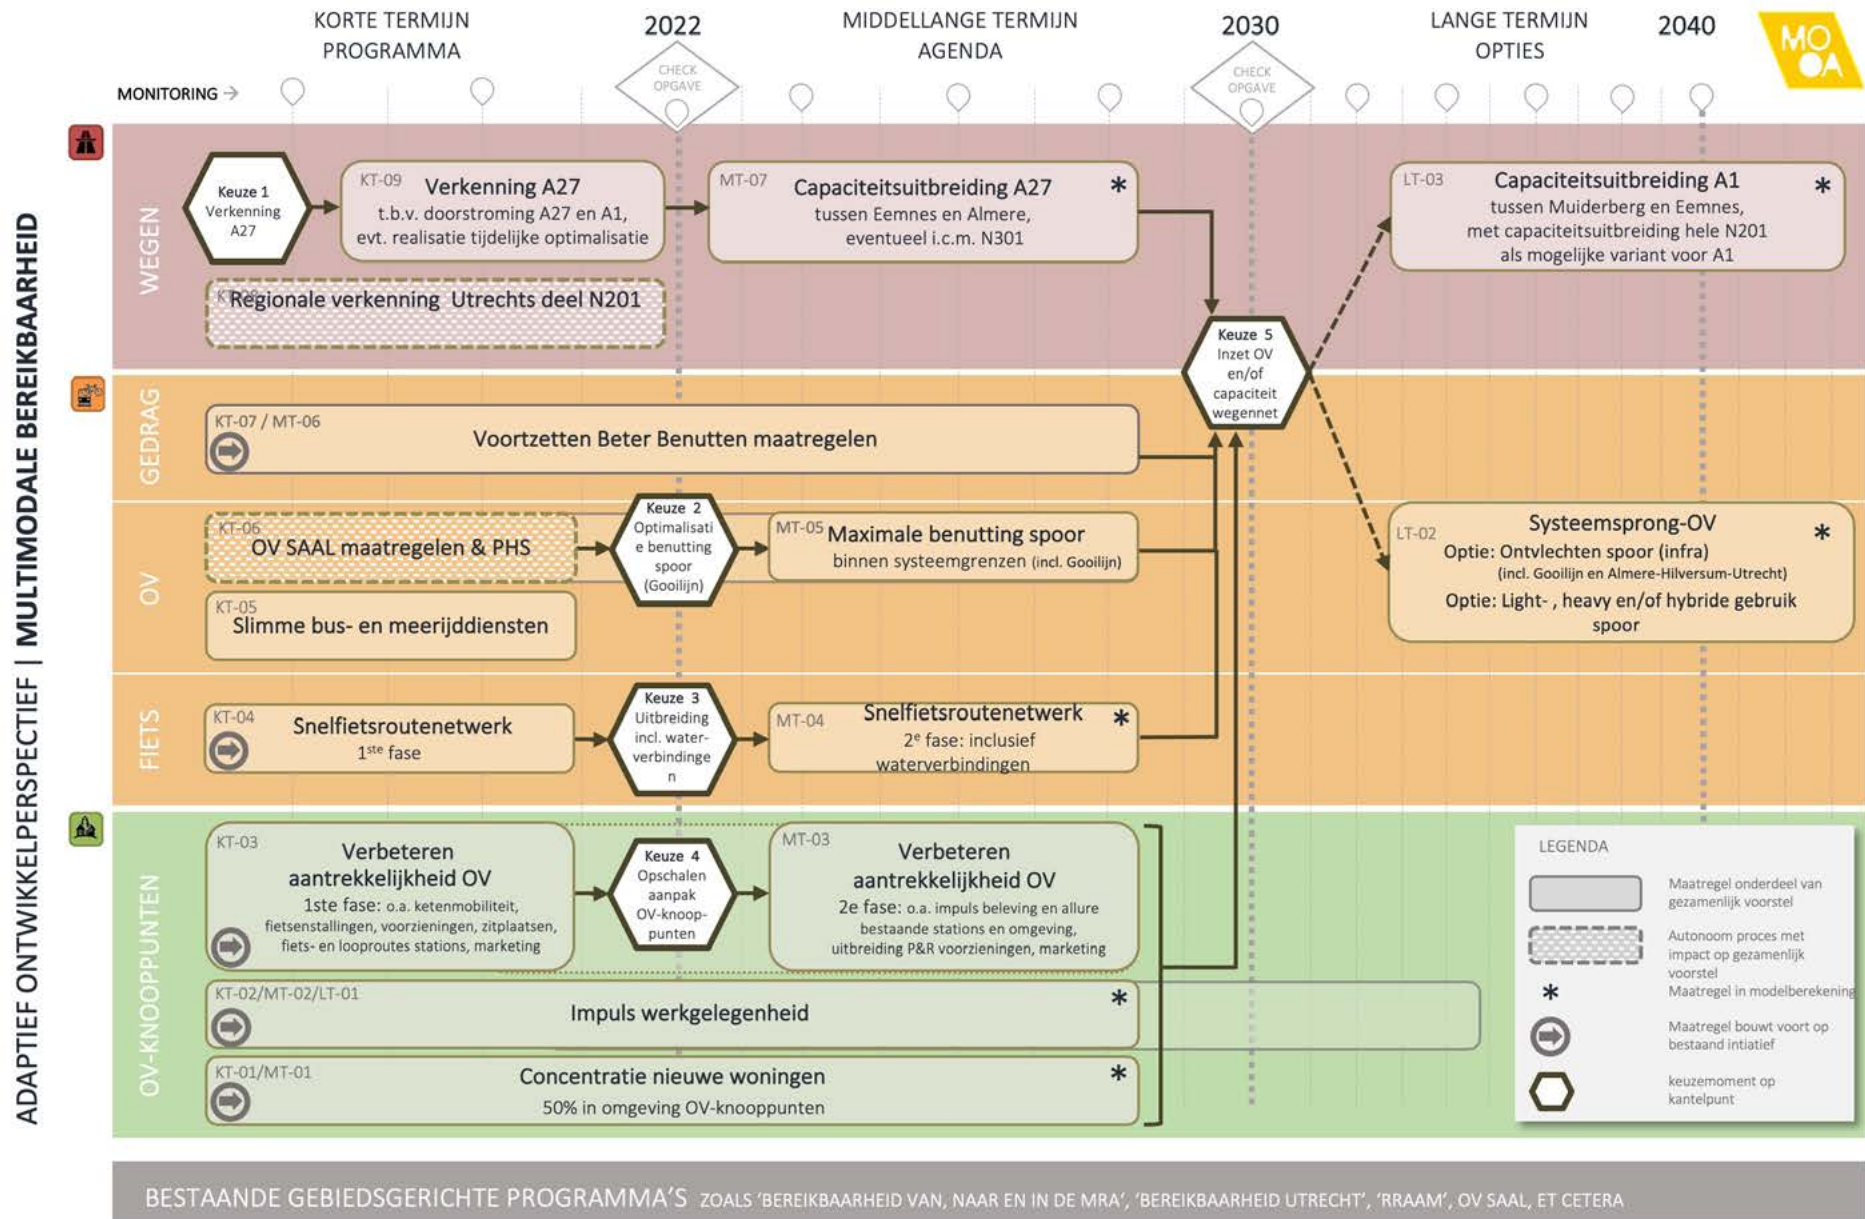 KORTE TERMIJN
PROGRAMMA
2022
MIDDELLANGE TERMIJN
AGENDA
2030
LANGE TERMIJN
OPTIES
2040
MO
OA
MONITORING →
CHECK
OPGAVE
CHECK
OPGAVE
ADAPTIEF ONTWIKKELPERSPECTIEF | MULTIMODALE BEREIKBAARHEID
WEGEN
Keuze 1
Verkenning
A27
KT-09
Verkenning A27
t.b.v. doorstroming A27 en A1,
evt. realisatie tijdelijke optimalisatie
MT-07
Capaciteitsuitbreiding A27 *
tussen Eemnes en Almere,
eventueel i.c.m. N301
LT-03
Capaciteitsuitbreiding A1 *
tussen Muiderberg en Eemnes,
met capaciteitsuitbreiding hele N201
als mogelijke variant voor A1
Regionale verkenning Utrechts deel N201
Keuze 5
Inzet OV
en/of
capaciteit
wegennet
GEDRAG
KT-07 / MT-06
Voortzetten Beter Benutten maatregelen
OV
KT-06
OV SAAL maatregelen & PHS
Keuze 2
Optimalisati
e benutting
spoor
(Gooilijn)
MT-05
Maximale benutting spoor
binnen systeemgrenzen (incl. Gooilijn)
LT-02
Systeemsprong-OV *
Optie: Ontvlechten spoor (infra)
(incl. Gooilijn en Almere-Hilversum-Utrecht)
Optie: Light- , heavy en/of hybride gebruik
spoor
KT-05
Slimme bus- en meerijddiensten
FIETS
KT-04
Snelfietsroutenetwerk
1ste fase
Keuze 3
Uitbreiding
incl. water-
verbindinge
n
MT-04
Snelfietsroutenetwerk *
2e fase: inclusief
waterverbindingen
OV-KNOOPPUNTEN
KT-03
Verbeteren
aantrekkelijkheid OV
1ste fase: o.a. ketenmobiliteit,
fietsenstallingen, voorzieningen, zitplaatsen,
fiets- en looproutes stations, marketing
Keuze 4
Opschalen
aanpak
OV-knoop-
punten
MT-03
Verbeteren
aantrekkelijkheid OV
2e fase: o.a. impuls beleving en allure
bestaande stations en omgeving,
uitbreiding P&R voorzieningen, marketing
KT-02/MT-02/LT-01
Impuls werkgelegenheid *
KT-01/MT-01
Concentratie nieuwe woningen *
50% in omgeving OV-knooppunten
LEGENDA
Maatregel onderdeel van
gezamenlijk voorstel
Autonoom proces met
impact op gezamenlijk
voorstel
* Maatregel in modelberekening
Maatregel bouwt voort op
bestaand intiatief
keuzemoment op
kantelpunt
BESTAANDE GEBIEDSGERICHTE PROGRAMMA'S ZOALS 'BEREIKBAARHEID VAN, NAAR EN IN DE MRA', 'BEREIKBAARHEID UTRECHT', 'RRAAM', OV SAAL, ET CETERA